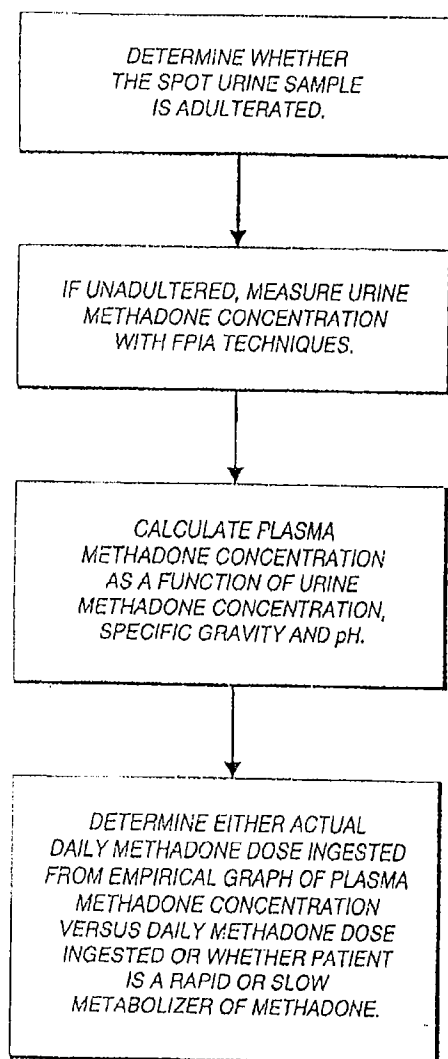 DETERMINE WHETHER
THE SPOT URINE SAMPLE
IS ADULTERATED.
IF UNADULTERED, MEASURE URINE
METHADONE CONCENTRATION
WITH FPIA TECHNIQUES.
CALCULATE PLASMA
METHADONE CONCENTRATION
AS A FUNCTION OF URINE
METHADONE CONCENTRATION,
SPECIFIC GRAVITY AND pH.
DETERMINE EITHER ACTUAL
DAILY METHADONE DOSE INGESTED
FROM EMPIRICAL GRAPH OF PLASMA
METHADONE CONCENTRATION
VERSUS DAILY METHADONE DOSE
INGESTED OR WHETHER PATIENT
IS A RAPID OR SLOW
METABOLIZER OF METHADONE.